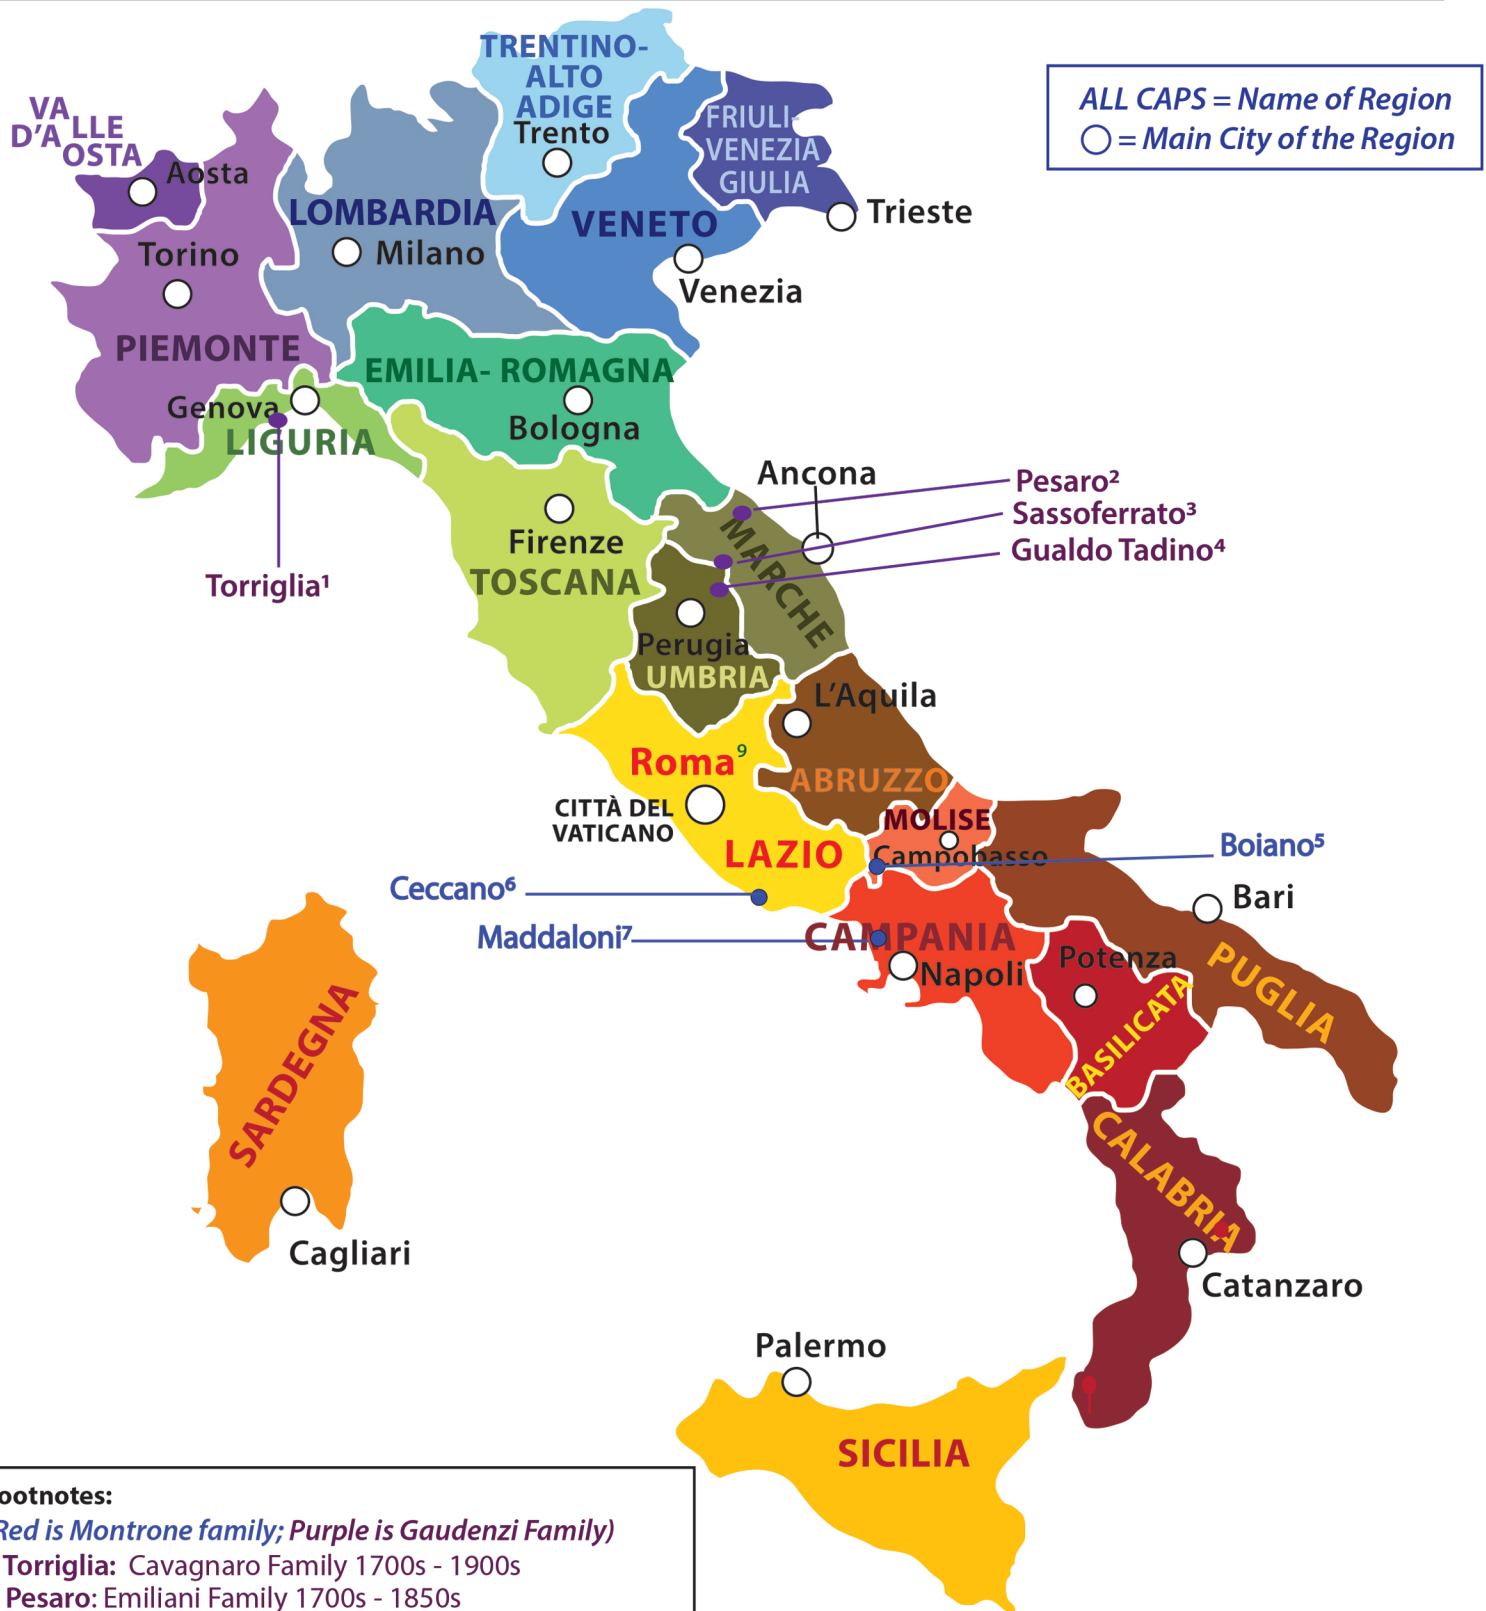 TRENTINO-
ALTO
ADIGE
Trento
ALL CAPS = Name of Region
= Main City of the Region
VA
LLE
D'A
OSTA
Aosta
FRIULI-
VENEZIA
GIULIA
Trieste
LOMBARDIA
Milano
VENETO
Venezia
Torino
PIEMONTE
EMILIA- ROMAGNA
Bologna
Genova
LIGURIA
Torriglia¹
Ancona
Pesaro²
Sassoferrato³
Gualdo Tadino⁴
MARCHE
Firenze
TOSCANA
Perugia
UMBRIA
L'Aquila
ABRUZZO
Roma⁹
CITTÀ DEL
VATICANO
LAZIO
MOLISE
Campobasso
Boiano⁵
Ceccano⁶
Maddaloni⁷
CAMPANIA
Napoli
Bari
PUGLIA
Potenza
BASILICATA
SARDEGNA
Cagliari
CALABRIA
Catanzaro
Palermo
SICILIA
ootnotes:
Red is Montrone family; Purple is Gaudenzi Family)
Torriglia: Cavagnaro Family 1700s - 1900s
Pesaro: Emiliani Family 1700s - 1850s